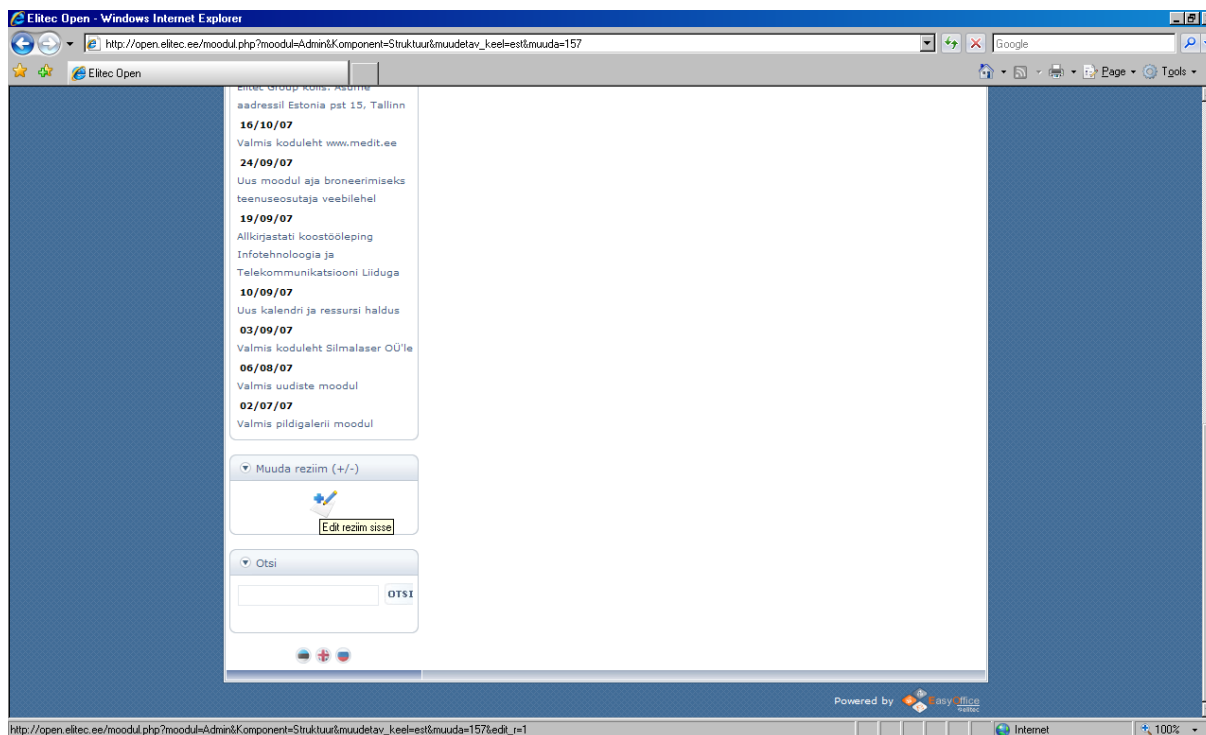 Elitec Open - Windows Internet Explorer
http://open.elitec.ee/moodul.php?moodul=Admin&Komponent=Struktuur&muudetav_keel=est&muuda=157
Google
Elitec Open
Page
Tools
Elitec Group kolis. Asume
aadressil Estonia pst 15, Tallinn
16/10/07
Valmis koduleht www.medit.ee
24/09/07
Uus moodul aja broneerimiseks
teenuseosutaja veebilehel
19/09/07
Allkirjastati koostööleping
Infotehnoloogia ja
Telekommunikatsiooni Liiduga
10/09/07
Uus kalendri ja ressursi haldus
03/09/07
Valmis koduleht Silmalaser OÜ'le
06/08/07
Valmis uudiste moodul
02/07/07
Valmis pildigalerii moodul
Muuda reziim (+/-)
Edit reziim sisse
Otsi
OTSI
Powered by EasyOffice
elitec
http://open.elitec.ee/moodul.php?moodul=Admin&Komponent=Struktuur&muudetav_keel=est&muuda=157&edit_r=1
Internet
100%